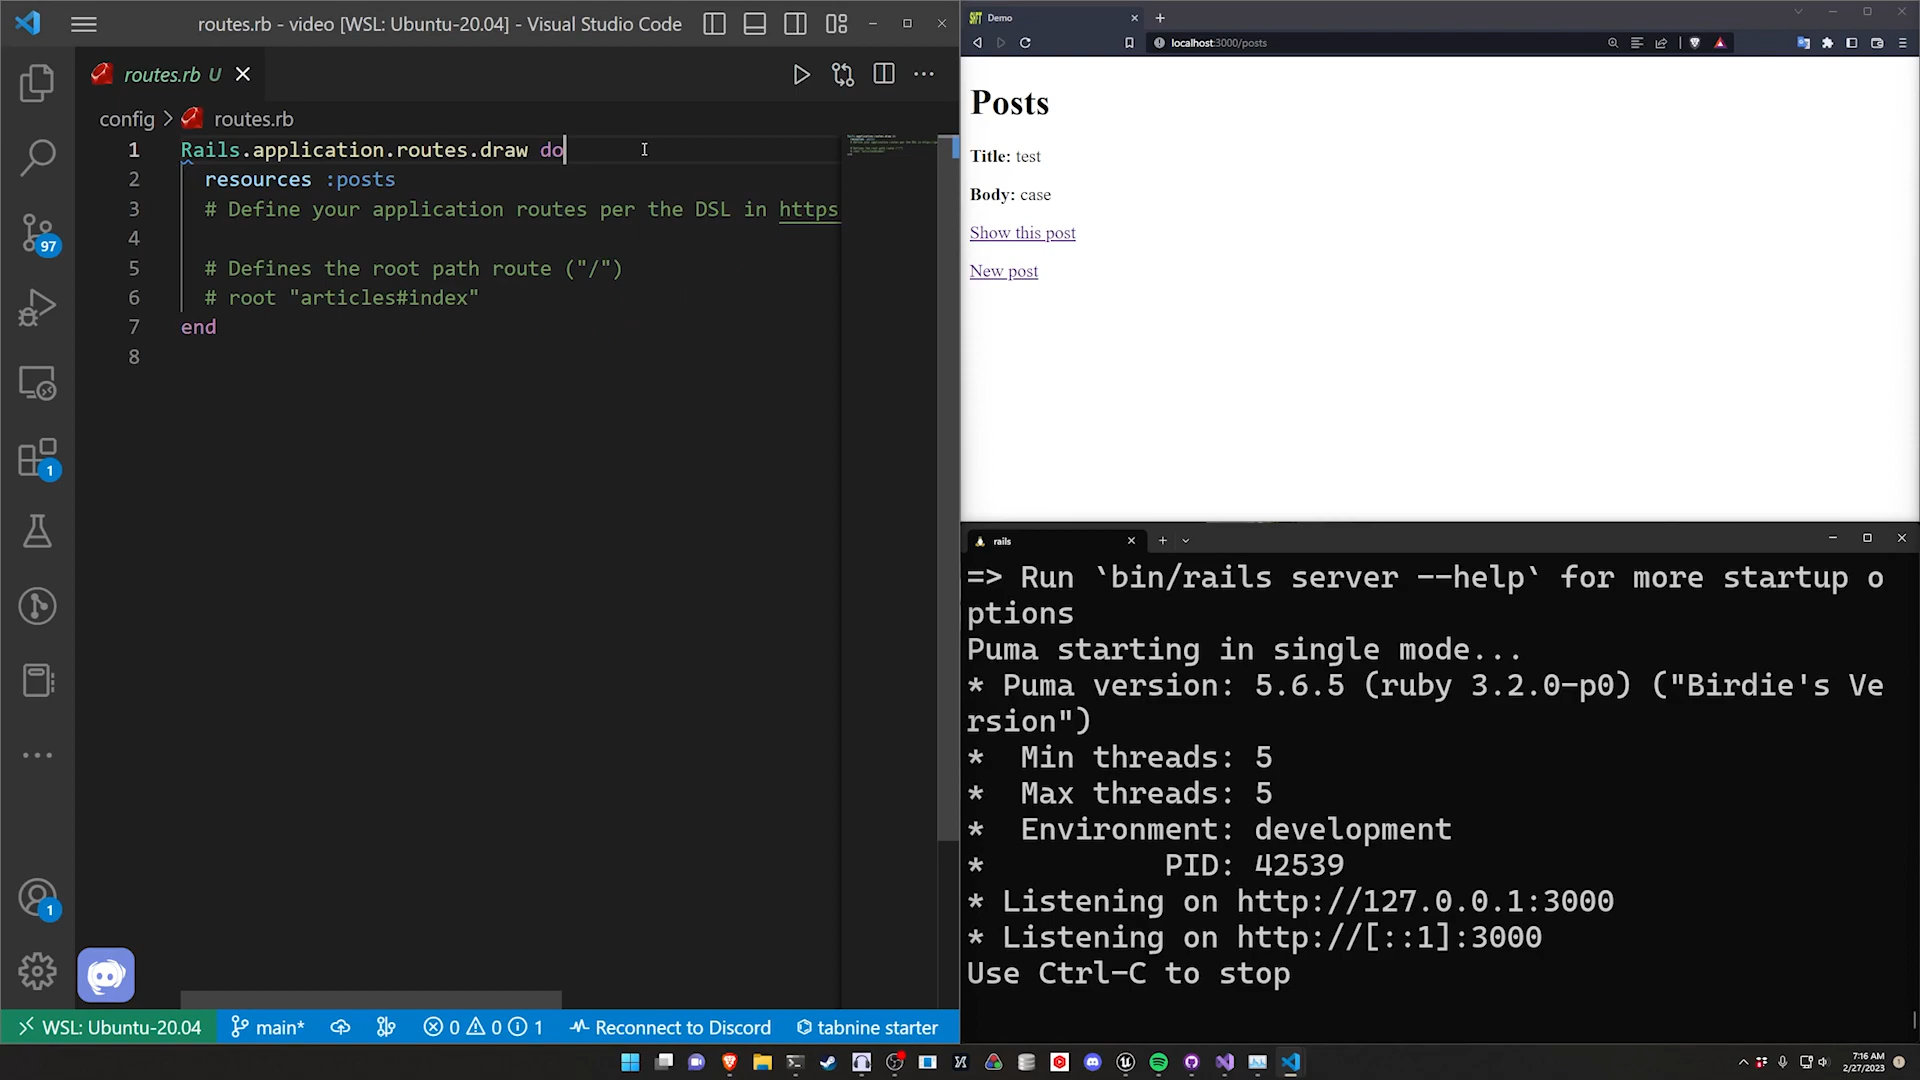 routes.rb - video [WSL: Ubuntu-20.04] - Visual Studio Code
routes.rb U
config > routes.rb
1 Rails.application.routes.draw do
2 resources :posts
3 # Define your application routes per the DSL in https
4
5 # Defines the root path route ("/")
6 # root "articles#index"
7 end
8
97
1
1
WSL: Ubuntu-20.04 main* 0 0 1 Reconnect to Discord tabnine starter
Demo
localhost:3000/posts
Posts
Title: test
Body: case
Show this post
New post
rails
=> Run `bin/rails server --help` for more startup o
ptions
Puma starting in single mode...
* Puma version: 5.6.5 (ruby 3.2.0-p0) ("Birdie's Ve
rsion")
*  Min threads: 5
*  Max threads: 5
*  Environment: development
*          PID: 42539
* Listening on http://127.0.0.1:3000
* Listening on http://[::1]:3000
Use Ctrl-C to stop
7:16 AM
2/27/2023